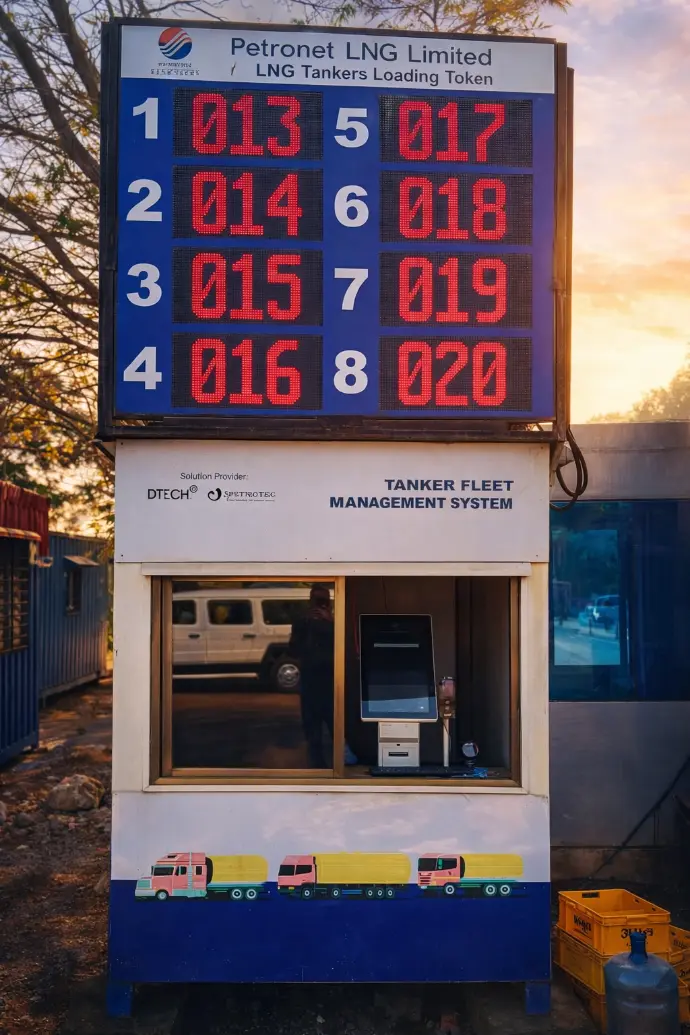 Petronet LNG Limited
LNG Tankers Loading Token
1 013 5 017
2 014 6 018
3 015 7 019
4 016 8 020
Solution Provider:
DTECH
TANKER FLEET
MANAGEMENT SYSTEM